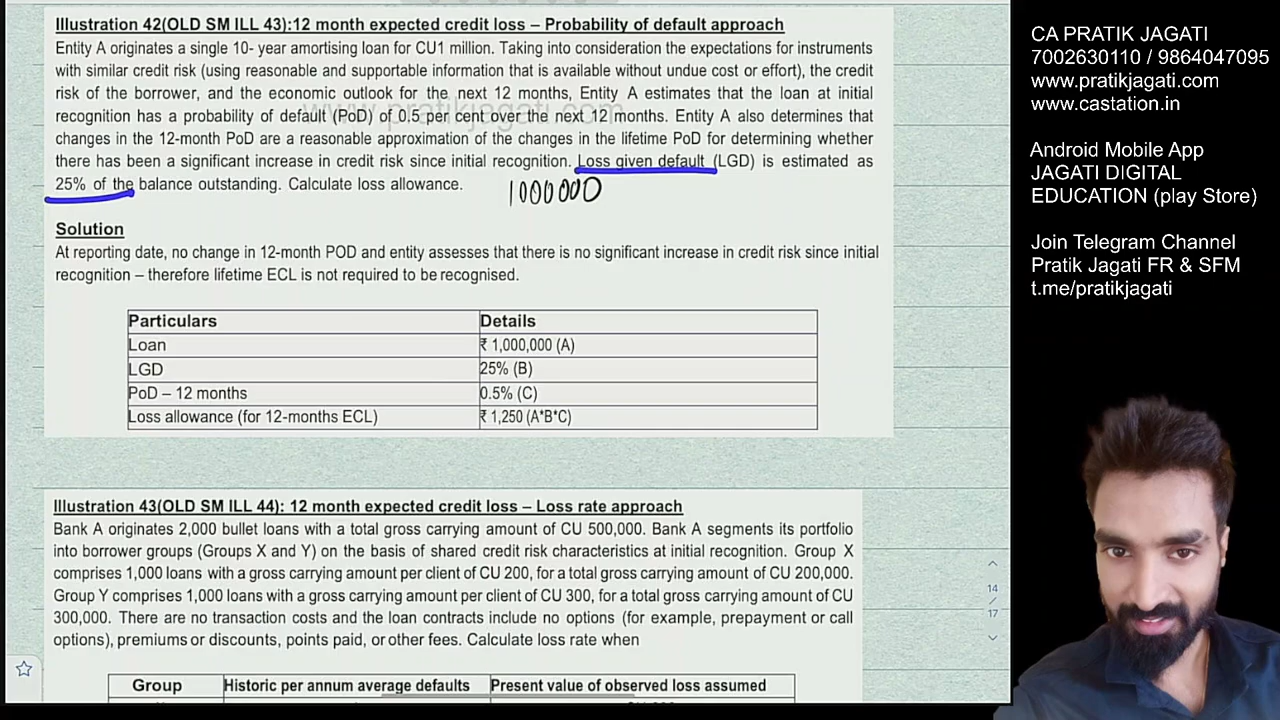 Illustration 42(OLD SM ILL 43):12 month expected credit loss – Probability of default approach
Entity A originates a single 10- year amortising loan for CU1 million. Taking into consideration the expectations for instruments
with similar credit risk (using reasonable and supportable information that is available without undue cost or effort), the credit
risk of the borrower, and the economic outlook for the next 12 months, Entity A estimates that the loan at initial
recognition has a probability of default (PoD) of 0.5 per cent over the next 12 months. Entity A also determines that
changes in the 12-month PoD are a reasonable approximation of the changes in the lifetime PoD for determining whether
there has been a significant increase in credit risk since initial recognition. Loss given default (LGD) is estimated as
25% of the balance outstanding. Calculate loss allowance.
1000000
www.pratikjagati.com
Solution
At reporting date, no change in 12-month POD and entity assesses that there is no significant increase in credit risk since initial
recognition – therefore lifetime ECL is not required to be recognised.
Particulars Details
Loan ₹ 1,000,000 (A)
LGD 25% (B)
PoD – 12 months 0.5% (C)
Loss allowance (for 12-months ECL) ₹ 1,250 (A*B*C)
Illustration 43(OLD SM ILL 44): 12 month expected credit loss – Loss rate approach
Bank A originates 2,000 bullet loans with a total gross carrying amount of CU 500,000. Bank A segments its portfolio
into borrower groups (Groups X and Y) on the basis of shared credit risk characteristics at initial recognition. Group X
comprises 1,000 loans with a gross carrying amount per client of CU 200, for a total gross carrying amount of CU 200,000.
Group Y comprises 1,000 loans with a gross carrying amount per client of CU 300, for a total gross carrying amount of CU
300,000. There are no transaction costs and the loan contracts include no options (for example, prepayment or call
options), premiums or discounts, points paid, or other fees. Calculate loss rate when
Group Historic per annum average defaults Present value of observed loss assumed
14
/
17
CA PRATIK JAGATI
7002630110 / 9864047095
www.pratikjagati.com
www.castation.in
Android Mobile App
JAGATI DIGITAL
EDUCATION (play Store)
Join Telegram Channel
Pratik Jagati FR & SFM
t.me/pratikjagati